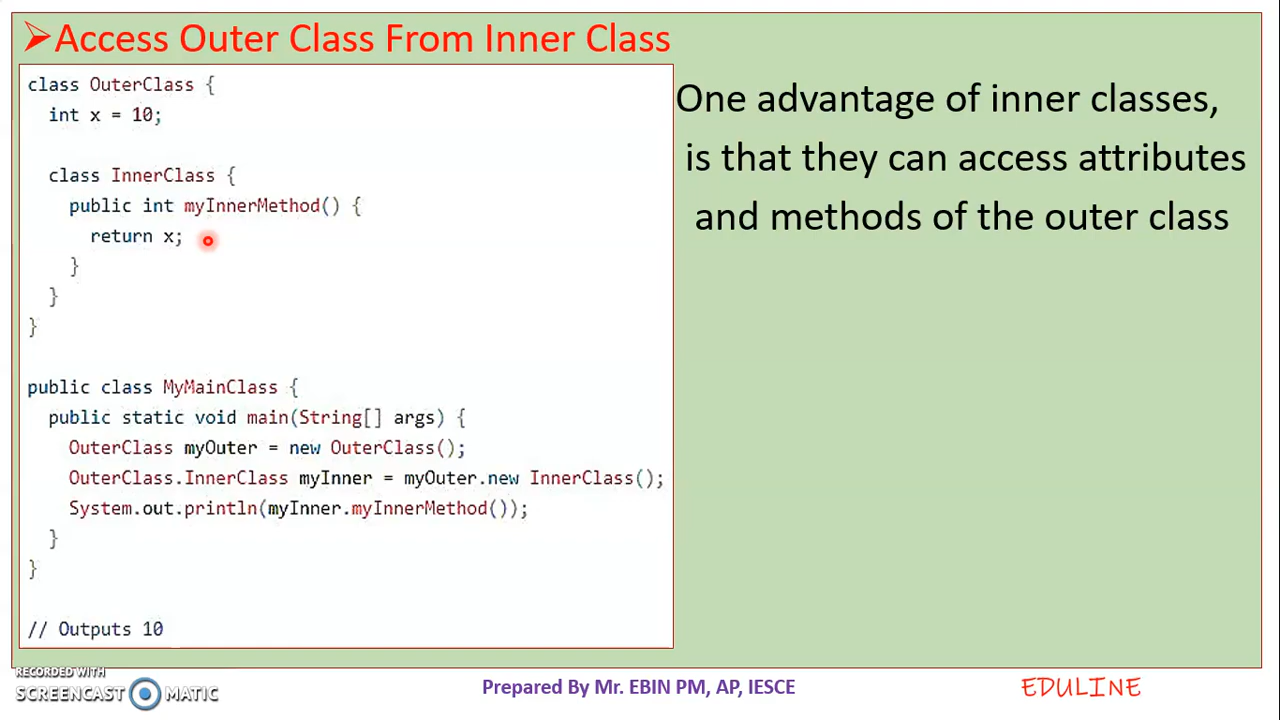 ➢Access Outer Class From Inner Class
class OuterClass {
  int x = 10;

  class InnerClass {
    public int myInnerMethod() {
      return x;
    }
  }
}

public class MyMainClass {
  public static void main(String[] args) {
    OuterClass myOuter = new OuterClass();
    OuterClass.InnerClass myInner = myOuter.new InnerClass();
    System.out.println(myInner.myInnerMethod());
  }
}

// Outputs 10
One advantage of inner classes,
is that they can access attributes
and methods of the outer class
RECORDED WITH
SCREENCAST MATIC
Prepared By Mr. EBIN PM, AP, IESCE
EDULINE